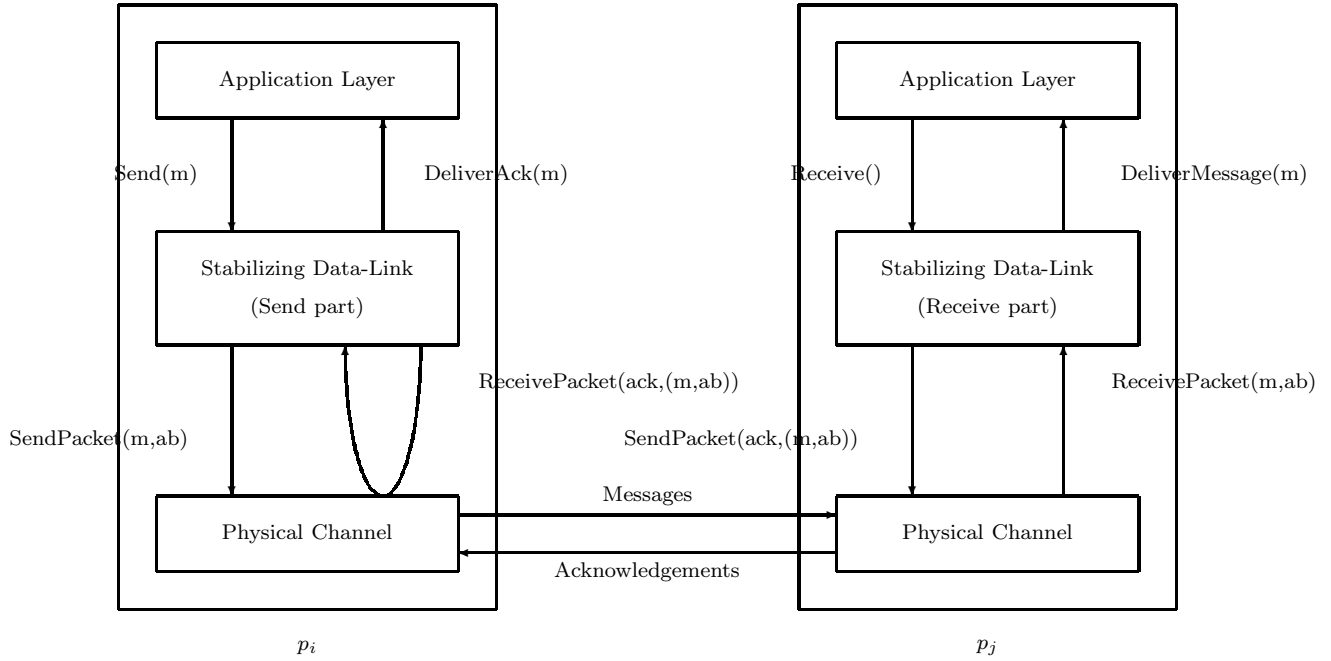 Application Layer
Application Layer
Send(m)
DeliverAck(m)
Receive()
DeliverMessage(m)
Stabilizing Data-Link
(Send part)
Stabilizing Data-Link
(Receive part)
ReceivePacket(ack,(m,ab))
ReceivePacket(m,ab)
SendPacket(m,ab)
SendPacket(ack,(m,ab))
Messages
Physical Channel
Physical Channel
Acknowledgements
p_i
p_j